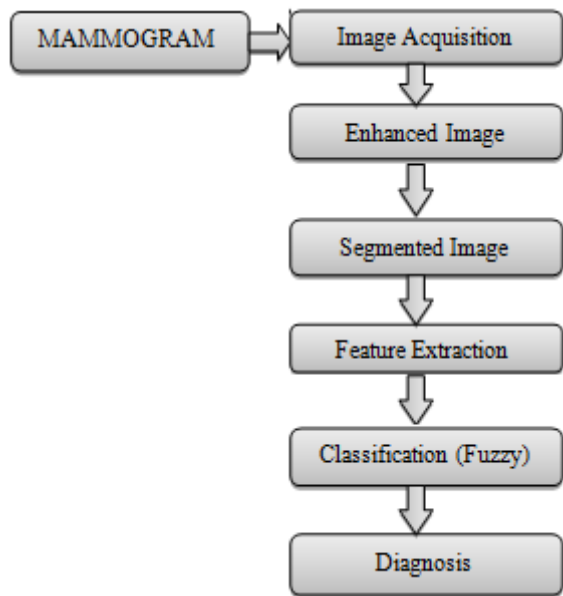 MAMMOGRAM
Image Acquisition
Enhanced Image
Segmented Image
Feature Extraction
Classification (Fuzzy)
Diagnosis